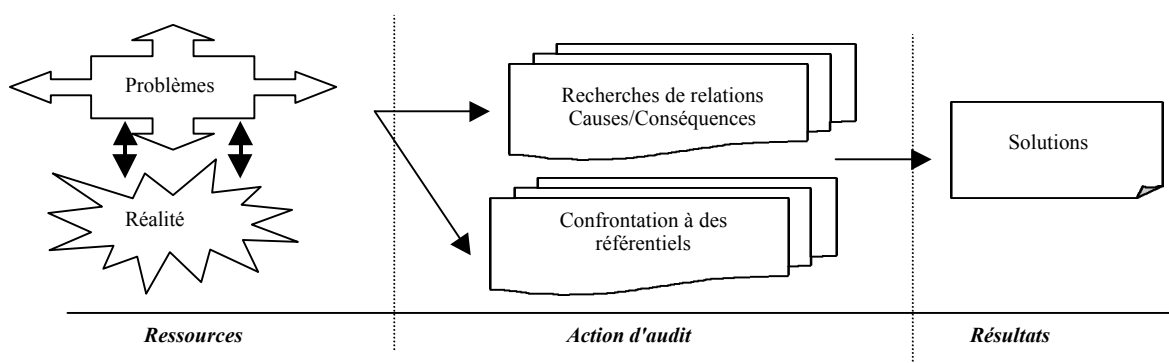 Problèmes
Réalité
Recherches de relations
Causes/Conséquences
Confrontation à des
référentiels
Solutions
Ressources
Action d'audit
Résultats